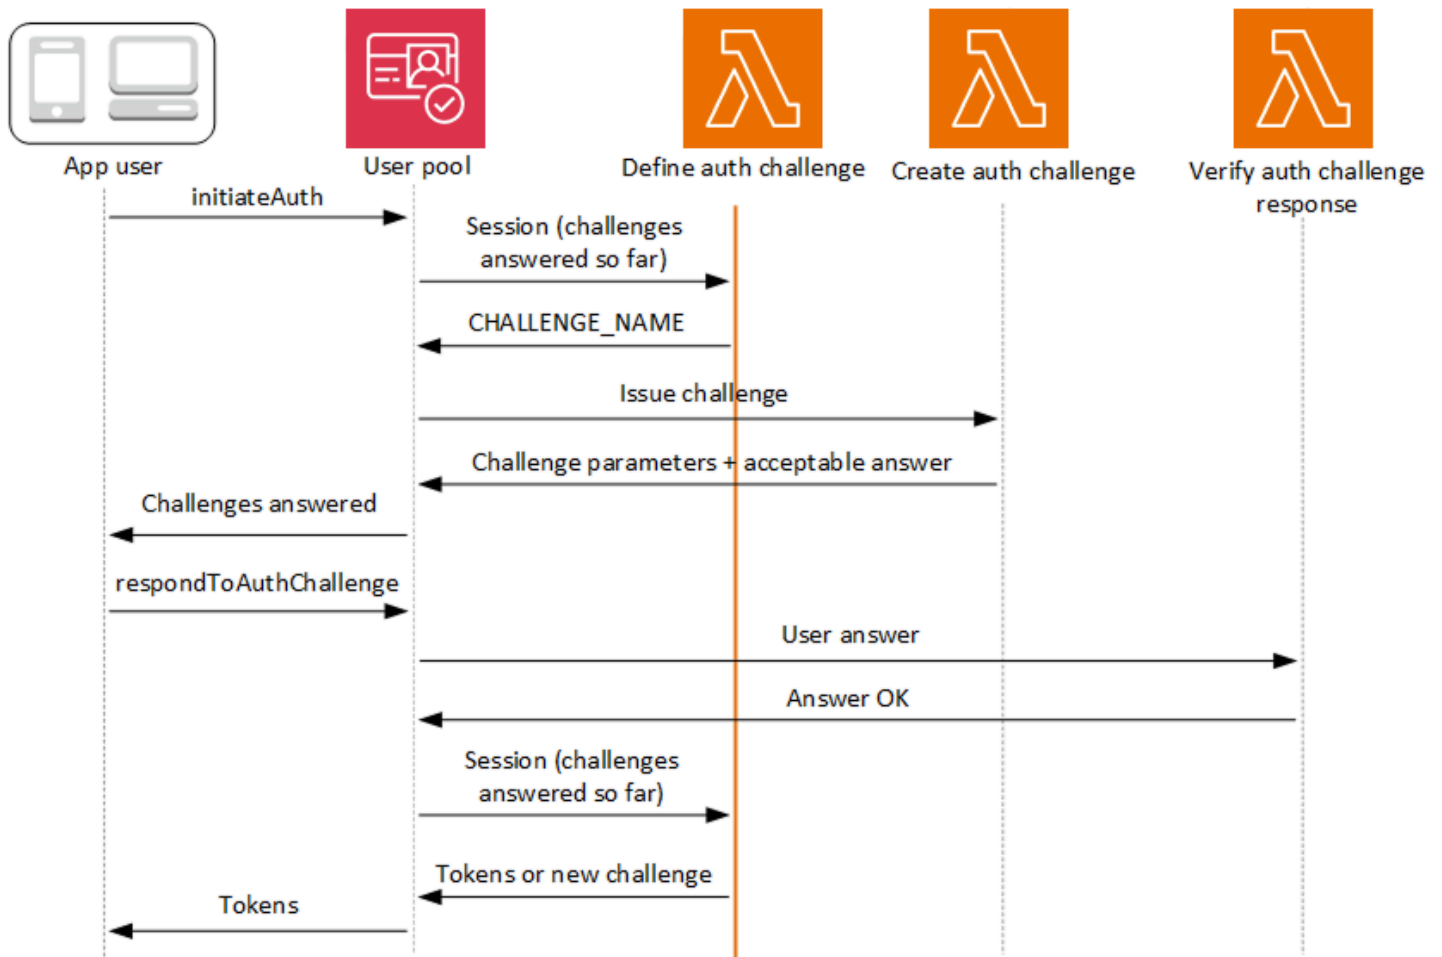 App user
User pool
Define auth challenge
Create auth challenge
Verify auth challenge
response
initiateAuth
Session (challenges
answered so far)
CHALLENGE_NAME
Issue challenge
Challenge parameters + acceptable answer
Challenges answered
respondToAuthChallenge
User answer
Answer OK
Session (challenges
answered so far)
Tokens or new challenge
Tokens